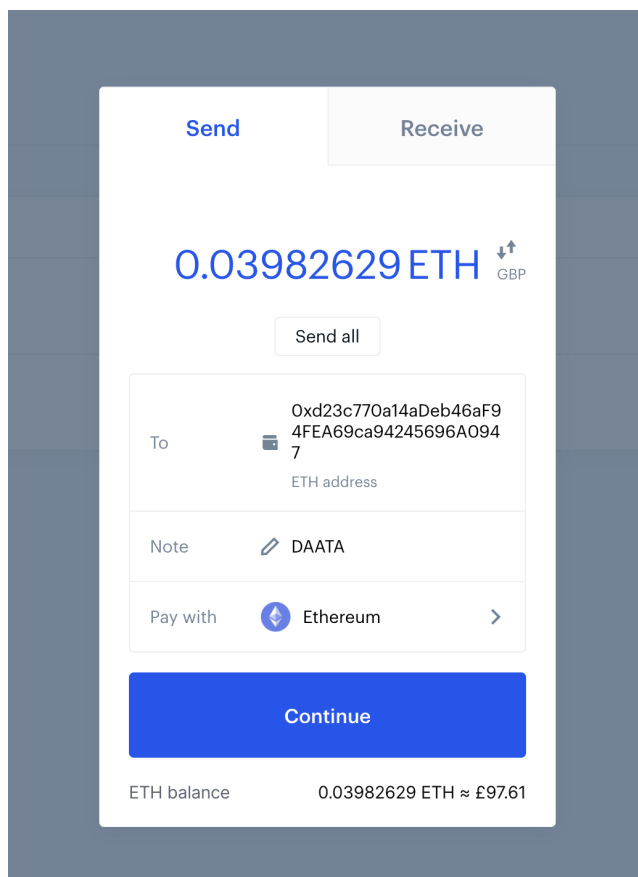 Send
Receive
0.03982629 ETH
GBP
Send all
To
0xd23c770a14aDeb46aF9
4FEA69ca94245696A094
7
ETH address
Note
DAATA
Pay with
Ethereum
Continue
ETH balance
0.03982629 ETH ≈ £97.61